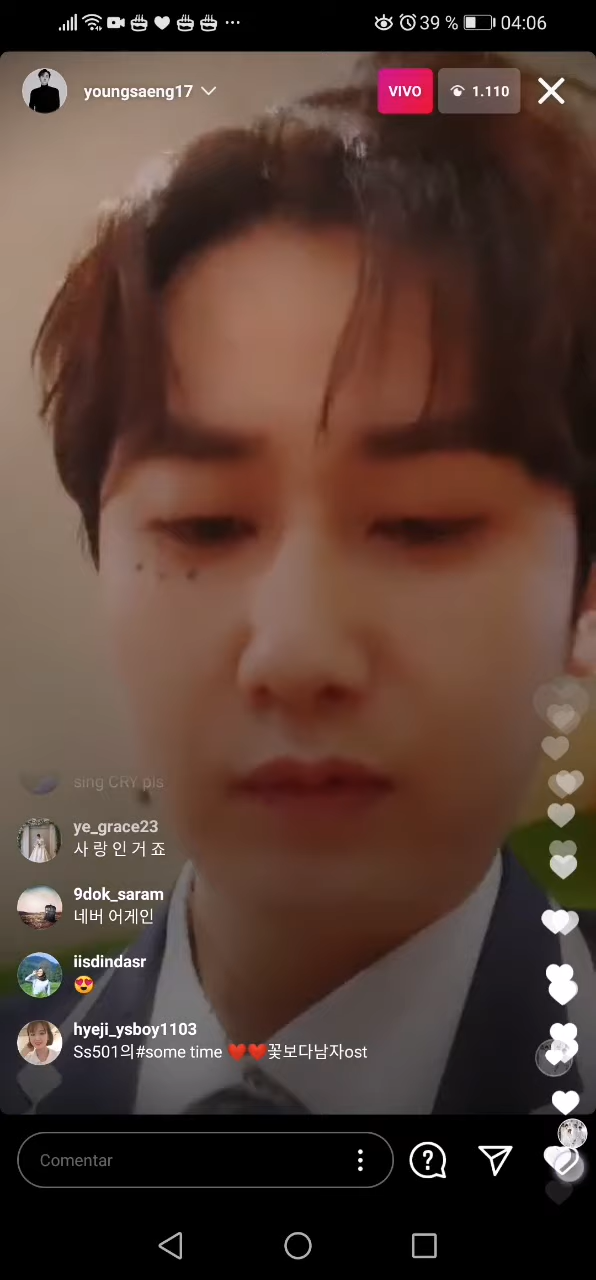 39 % 04:06
youngsaeng17
VIVO
1.110
sing CRY pls
ye_grace23
사 랑 인 거 죠
9dok_saram
네버 어게인
iisdindasr
😍
hyeji_ysboy1103
Ss501의#some time ❤️❤️꽃보다남자ost
Comentar